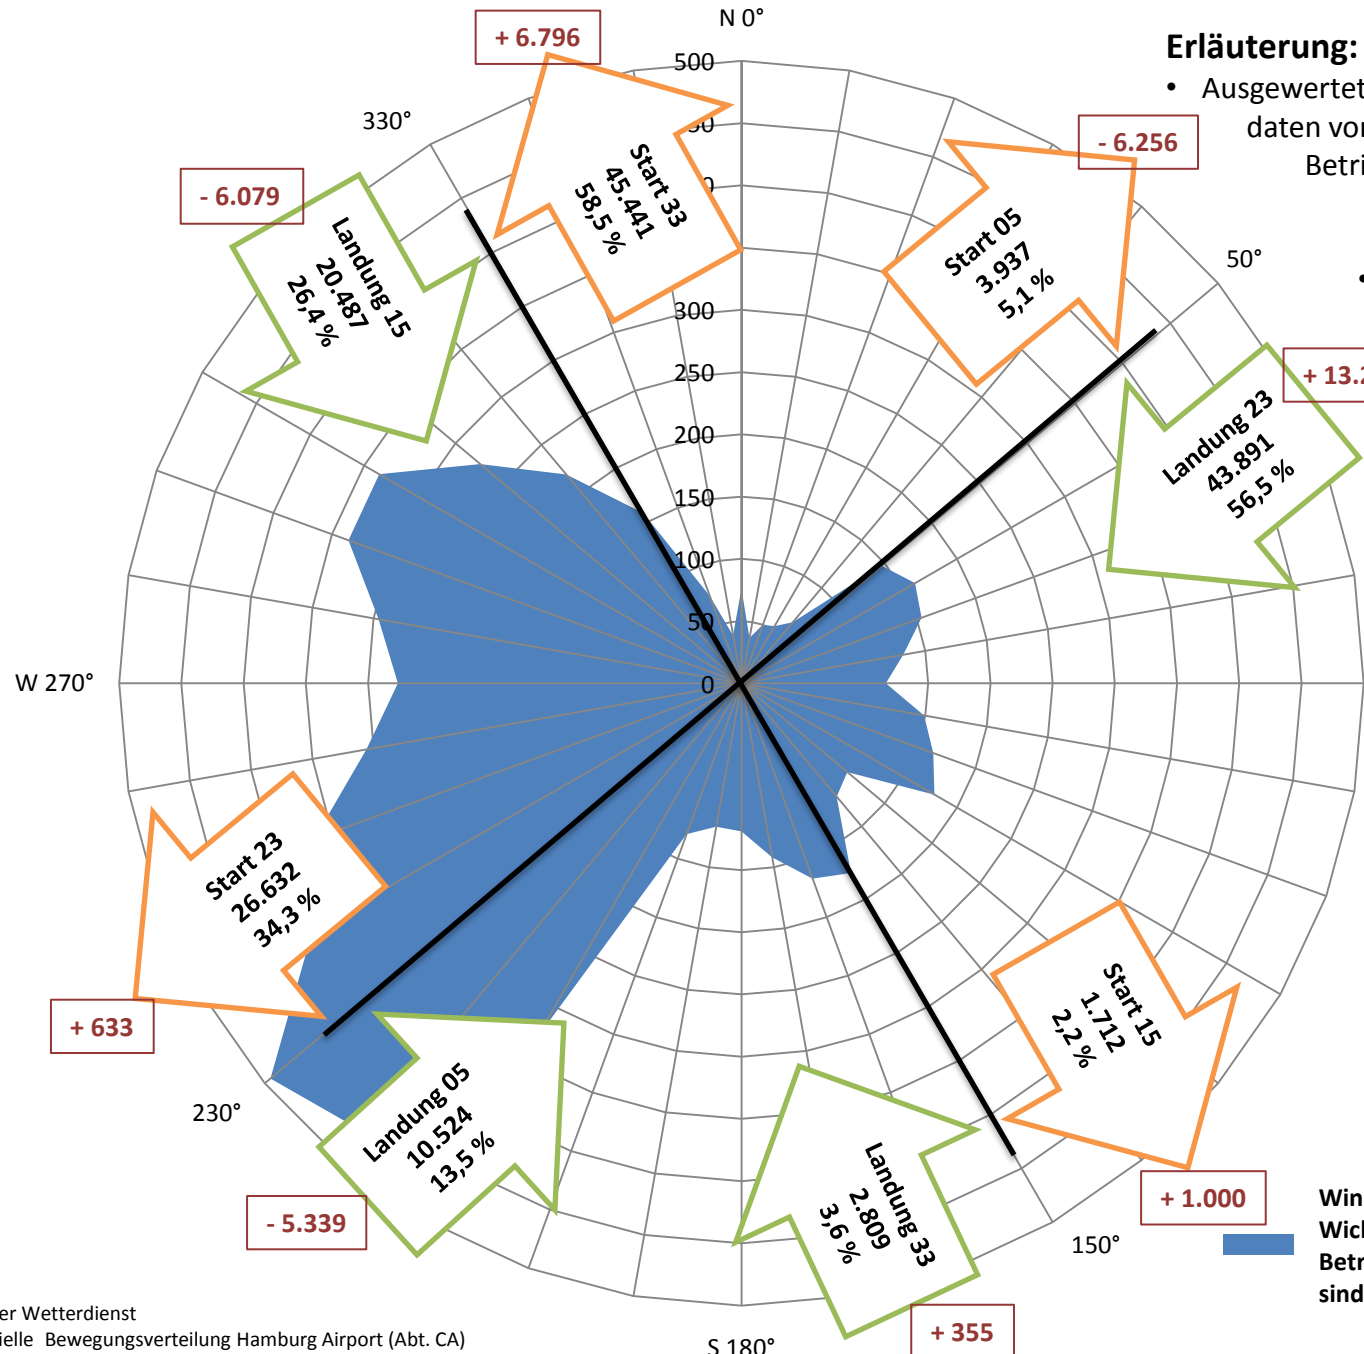 N 0°
+ 6.796
Erläuterung:
• Ausgewertet
daten vor
Betri
500
330°
- 6.256
- 6.079
Start 33
45.441
58,5 %
Landung 15
20.487
26,4 %
Start 05
3.937
5,1 %
50°
•
300
250
200
150
100
50
0
+ 13.2
Landung 23
43.891
56,5 %
W 270°
Start 23
26.632
34,3 %
+ 633
Start 15
1.712
2,2 %
230°
Landung 05
10.524
13,5 %
- 5.339
Landung 33
2.809
3,6 %
+ 1.000
150°
Win
Wich
Betr
sind
+ 355
S 180°
er Wetterdienst
ielle Bewegungsverteilung Hamburg Airport (Abt. CA)